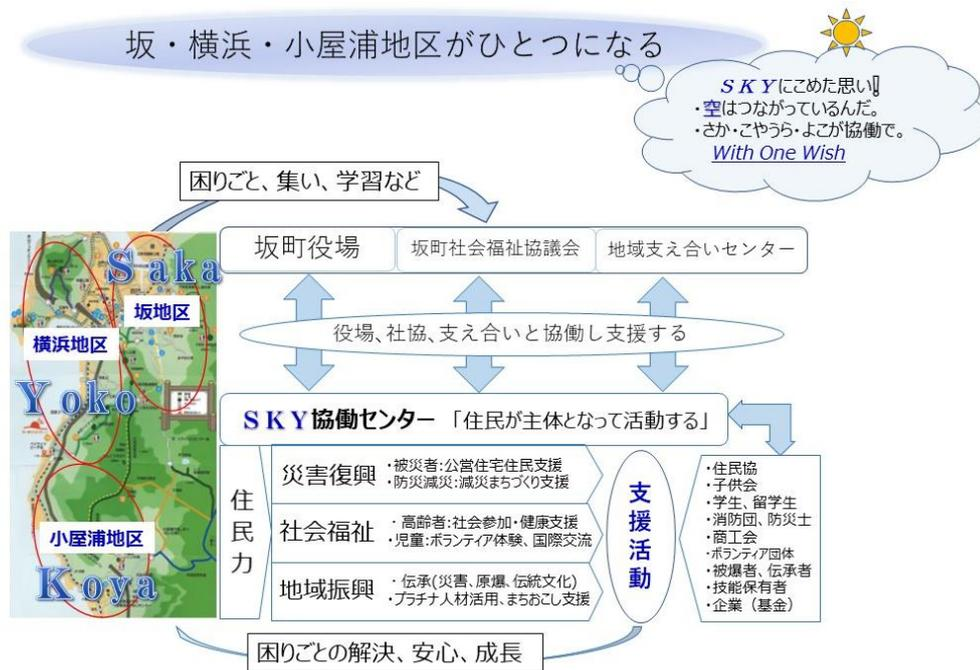 坂・横浜・小屋浦地区がひとつになる
SKYにこめた思い!
・空はつながっているんだ。
・さか・こやうら・よこが協働で。
With One Wish
困りごと、集い、学習など
坂町役場
坂町社会福祉協議会
地域支え合いセンター
Saka
坂地区
横浜地区
Yoko
小屋浦地区
Koya
役場、社協、支え合いと協働し支援する
SKY協働センター 「住民が主体となって活動する」
住民力
災害復興
・被災者:公営住宅住民支援
・防災減災:減災まちづくり支援
社会福祉
・高齢者:社会参加・健康支援
・児童:ボランティア体験、国際交流
地域振興
・伝承(災害、原爆、伝統文化)
・プラチナ人材活用、まちおこし支援
支援活動
・住民協
・子供会
・学生、留学生
・消防団、防災士
・商工会
・ボランティア団体
・被爆者、伝承者
・技能保有者
・企業(基金)
困りごとの解決、安心、成長